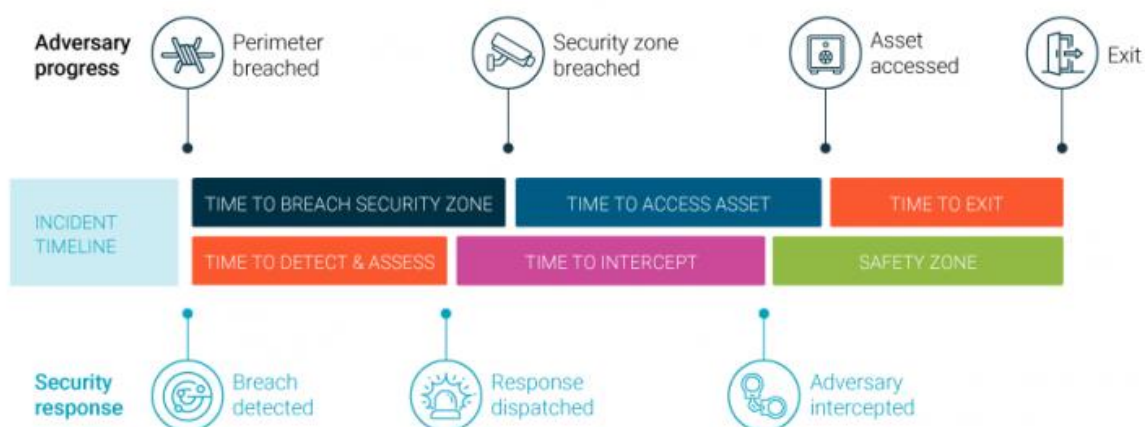 Adversary
progress
Perimeter
breached
Security zone
breached
Asset
accessed
Exit
INCIDENT
TIMELINE
TIME TO BREACH SECURITY ZONE
TIME TO ACCESS ASSET
TIME TO EXIT
TIME TO DETECT & ASSESS
TIME TO INTERCEPT
SAFETY ZONE
Security
response
Breach
detected
Response
dispatched
Adversary
intercepted